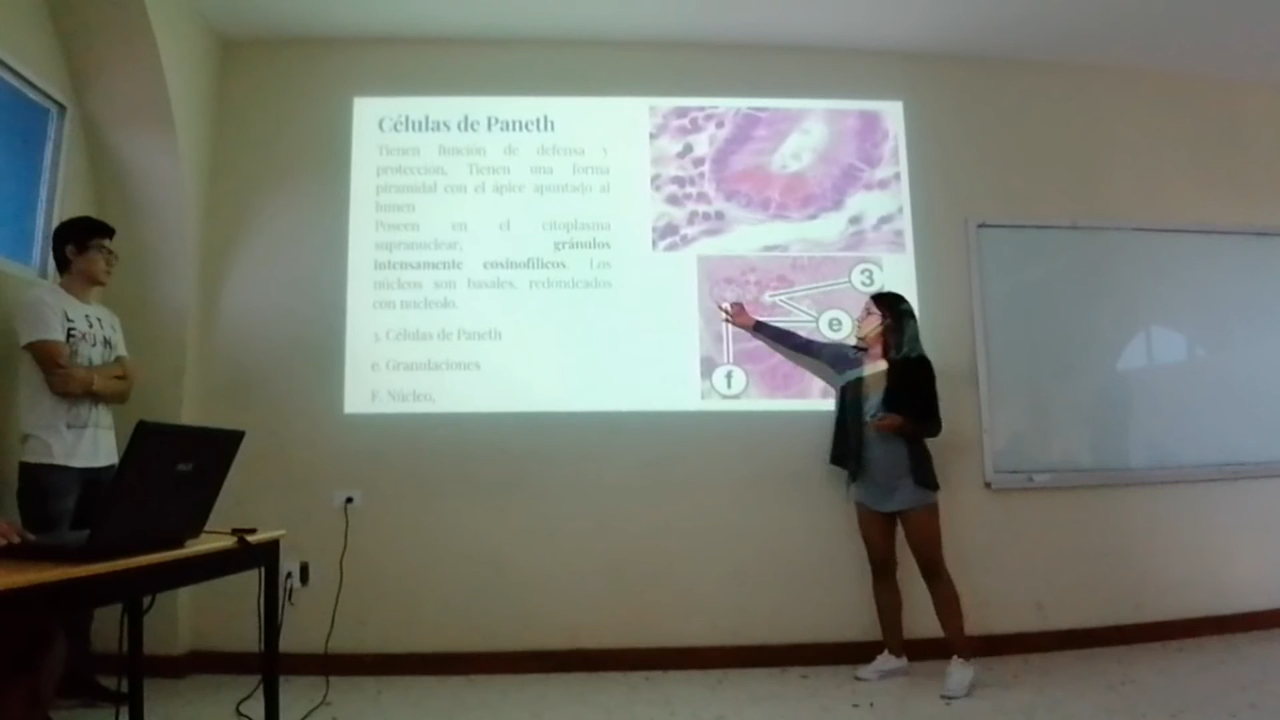 Células de Paneth
Tienen función de defensa y
protección, Tienen una forma
piramidal con el ápice apuntado al
lumen
Poseen en el citoplasma
supranuclear, gránulos
intensamente eosinofílicos. Los
núcleos son basales, redondeados
con nucleolo.
3. Células de Paneth
e. Granulaciones
F. Núcleo,
3
e
f